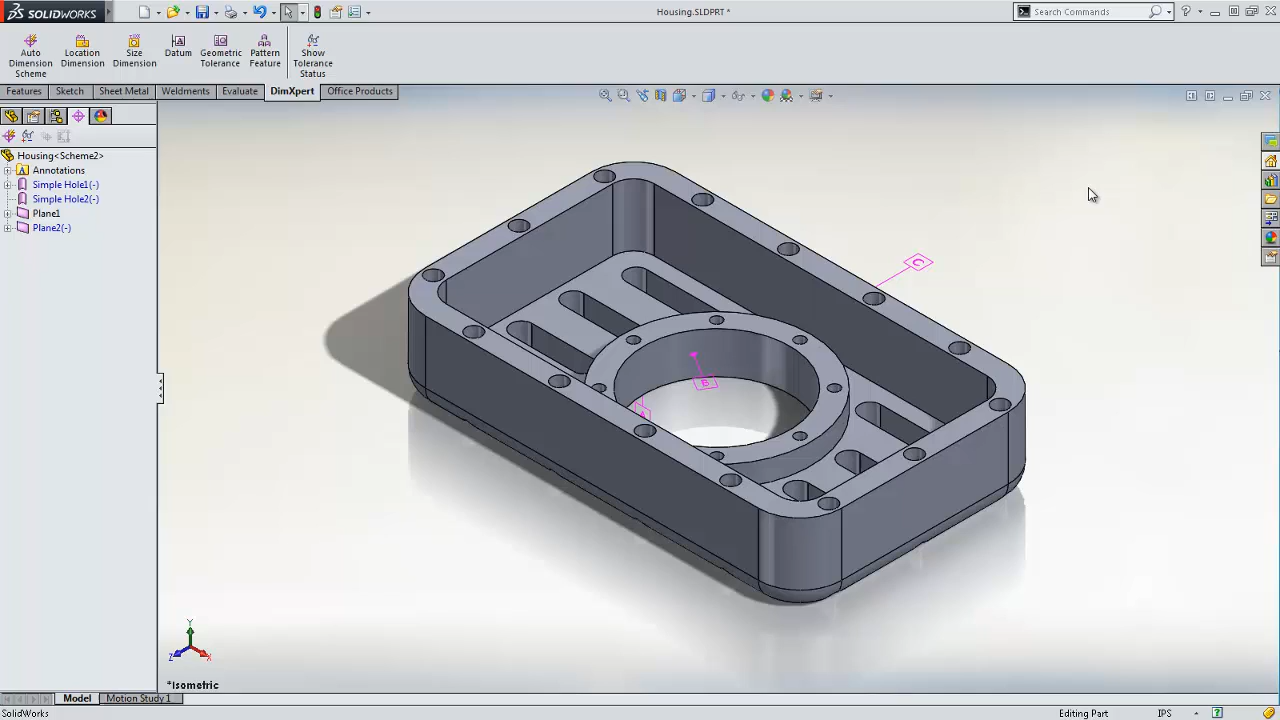 SOLIDWORKS
Housing.SLDPRT *
Search Commands
Auto Dimension Scheme
Location Dimension
Size Dimension
Datum
Geometric Tolerance
Pattern Feature
Show Tolerance Status
Features
Sketch
Sheet Metal
Weldments
Evaluate
DimXpert
Office Products
Housing<Scheme2>
Annotations
Simple Hole1(-)
Simple Hole2(-)
Plane1
Plane2(-)
C
B
A
Y
Z
X
*Isometric
Model
Motion Study 1
SolidWorks
Editing Part
IPS